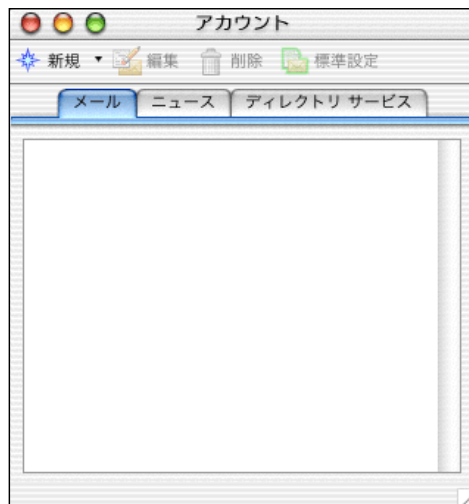 アカウント
新規 編集 削除 標準設定
メール ニュース ディレクトリ サービス